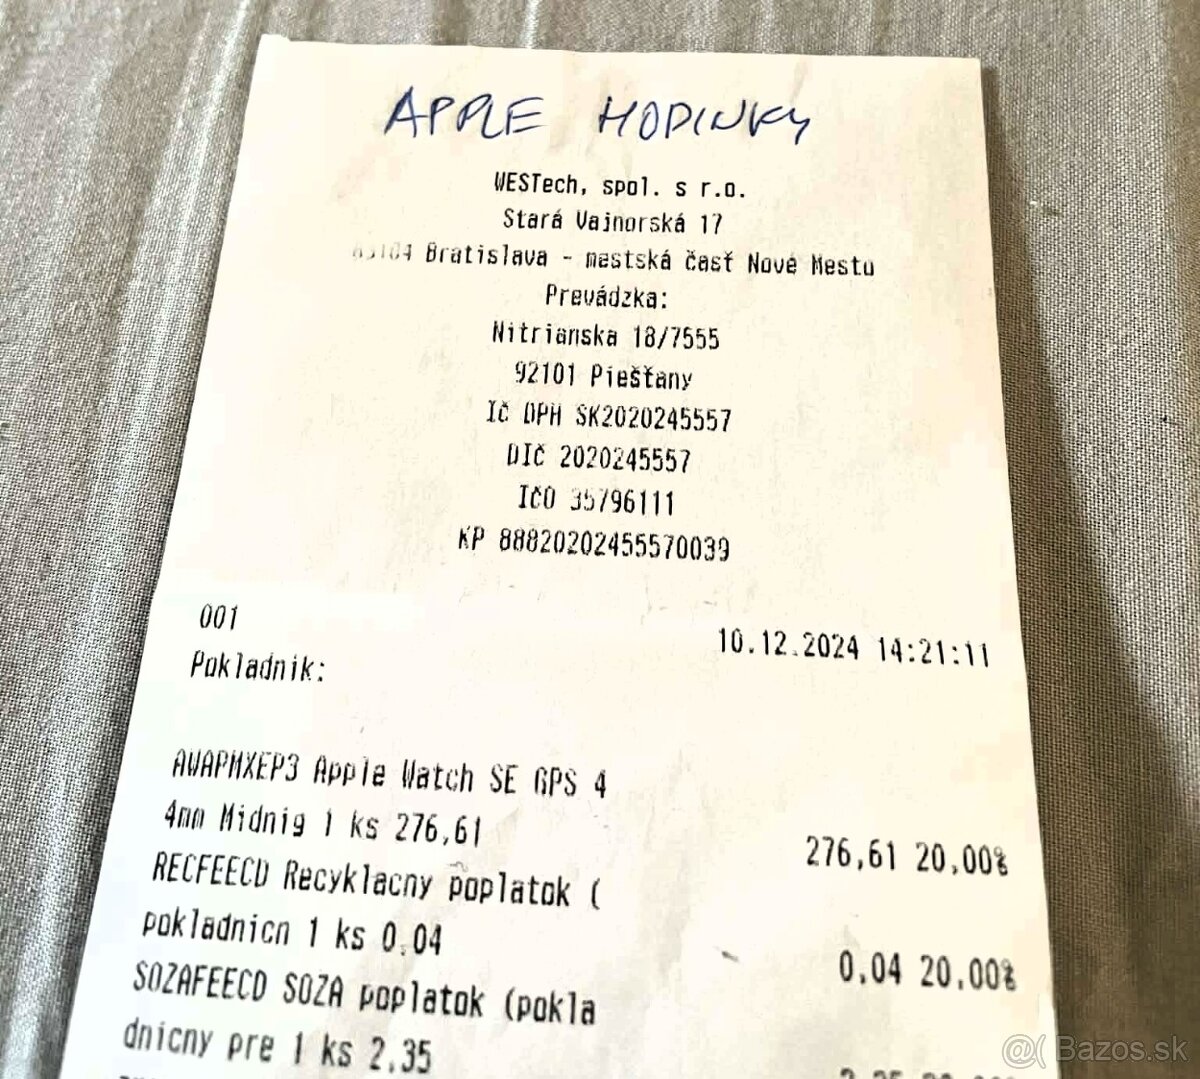 APPLE HODINKY
WESTech, spol. s r.o.
Stará Vajnorská 17
83104 Bratislava - mestská časť Nové Mesto
Prevádzka:
Nitrianska 18/7555
92101 Piešťany
IČ DPH SK2020245557
DIČ 2020245557
IČO 35796111
KP 88820202455570039
001
10.12.2024 14:21:11
Pokladnik:
AWAPMXEP3 Apple Watch SE GPS 4
4mm Midnig 1 ks 276,61
276,61 20,00%
RECFEECD Recyklacny poplatok (
pokladnicn 1 ks 0,04
0,04 20,00%
SOZAFEECD SOZA poplatok (pokla
dnicny pre 1 ks 2,35
@( Bazos.sk